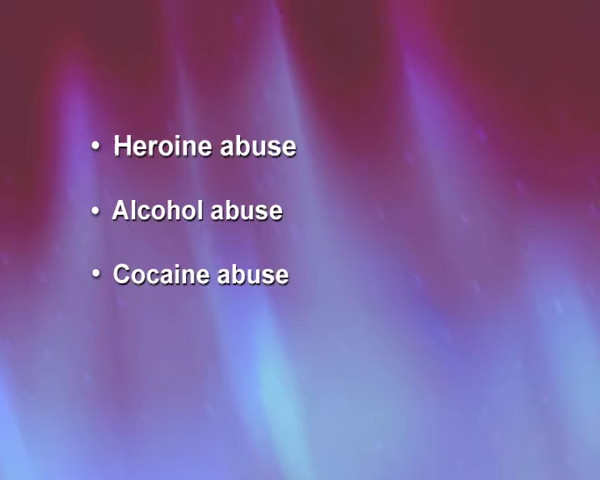 • Heroine abuse
• Alcohol abuse
• Cocaine abuse